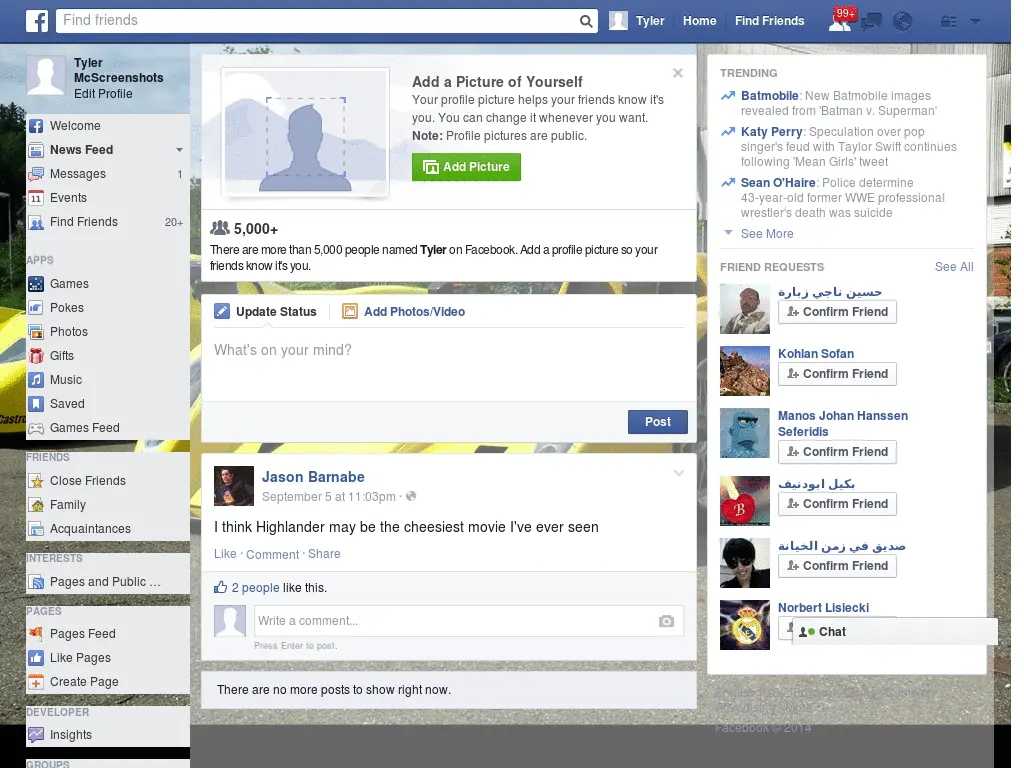 Find friends
Tyler
Home
Find Friends
99+
Tyler
McScreenshots
Edit Profile
Welcome
News Feed
Messages 1
11 Events
Find Friends 20+
APPS
Games
Pokes
Photos
Gifts
Music
Saved
Games Feed
FRIENDS
Close Friends
Family
Acquaintances
INTERESTS
Pages and Public ...
PAGES
Pages Feed
Like Pages
Create Page
DEVELOPER
Insights
GROUPS
Add a Picture of Yourself
Your profile picture helps your friends know it's
you. You can change it whenever you want.
Note: Profile pictures are public.
Add Picture
5,000+
There are more than 5,000 people named Tyler on Facebook. Add a profile picture so your
friends know it's you.
Update Status
Add Photos/Video
What's on your mind?
Post
Jason Barnabe
September 5 at 11:03pm ·
I think Highlander may be the cheesiest movie I've ever seen
Like · Comment · Share
2 people like this.
Write a comment...
Press Enter to post.
There are no more posts to show right now.
TRENDING
Batmobile: New Batmobile images
revealed from 'Batman v. Superman'
Katy Perry: Speculation over pop
singer's feud with Taylor Swift continues
following 'Mean Girls' tweet
Sean O'Haire: Police determine
43-year-old former WWE professional
wrestler's death was suicide
See More
FRIEND REQUESTS
See All
حسين ناجي زبارة
Confirm Friend
Kohlan Sofan
Confirm Friend
Manos Johan Hanssen
Seferidis
Confirm Friend
B
بكيل ابودنيف
Confirm Friend
صديق في زمن الخيانة
Confirm Friend
Norbert Lisiecki
Chat
Facebook © 2014